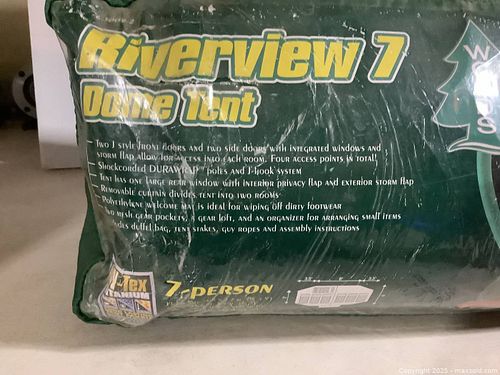 Riverview 7
Dome Tent
Two J style front doors and two side doors with integrated windows and
storm flap allow for access into each room. Four access points in total!
Shockcorded DURAWRAP™ poles and J-hook system
Tent has one large rear window with interior privacy flap and exterior storm flap
Removable curtain divides tent into two rooms
Polyethylene welcome mat is ideal for wiping off dirty footwear
Two mesh gear pockets, a gear loft, and an organizer for arranging small items
Includes duffel bag, tent stakes, guy ropes and assembly instructions
7-person
W
S
Copyright 2025 - maxsold.com